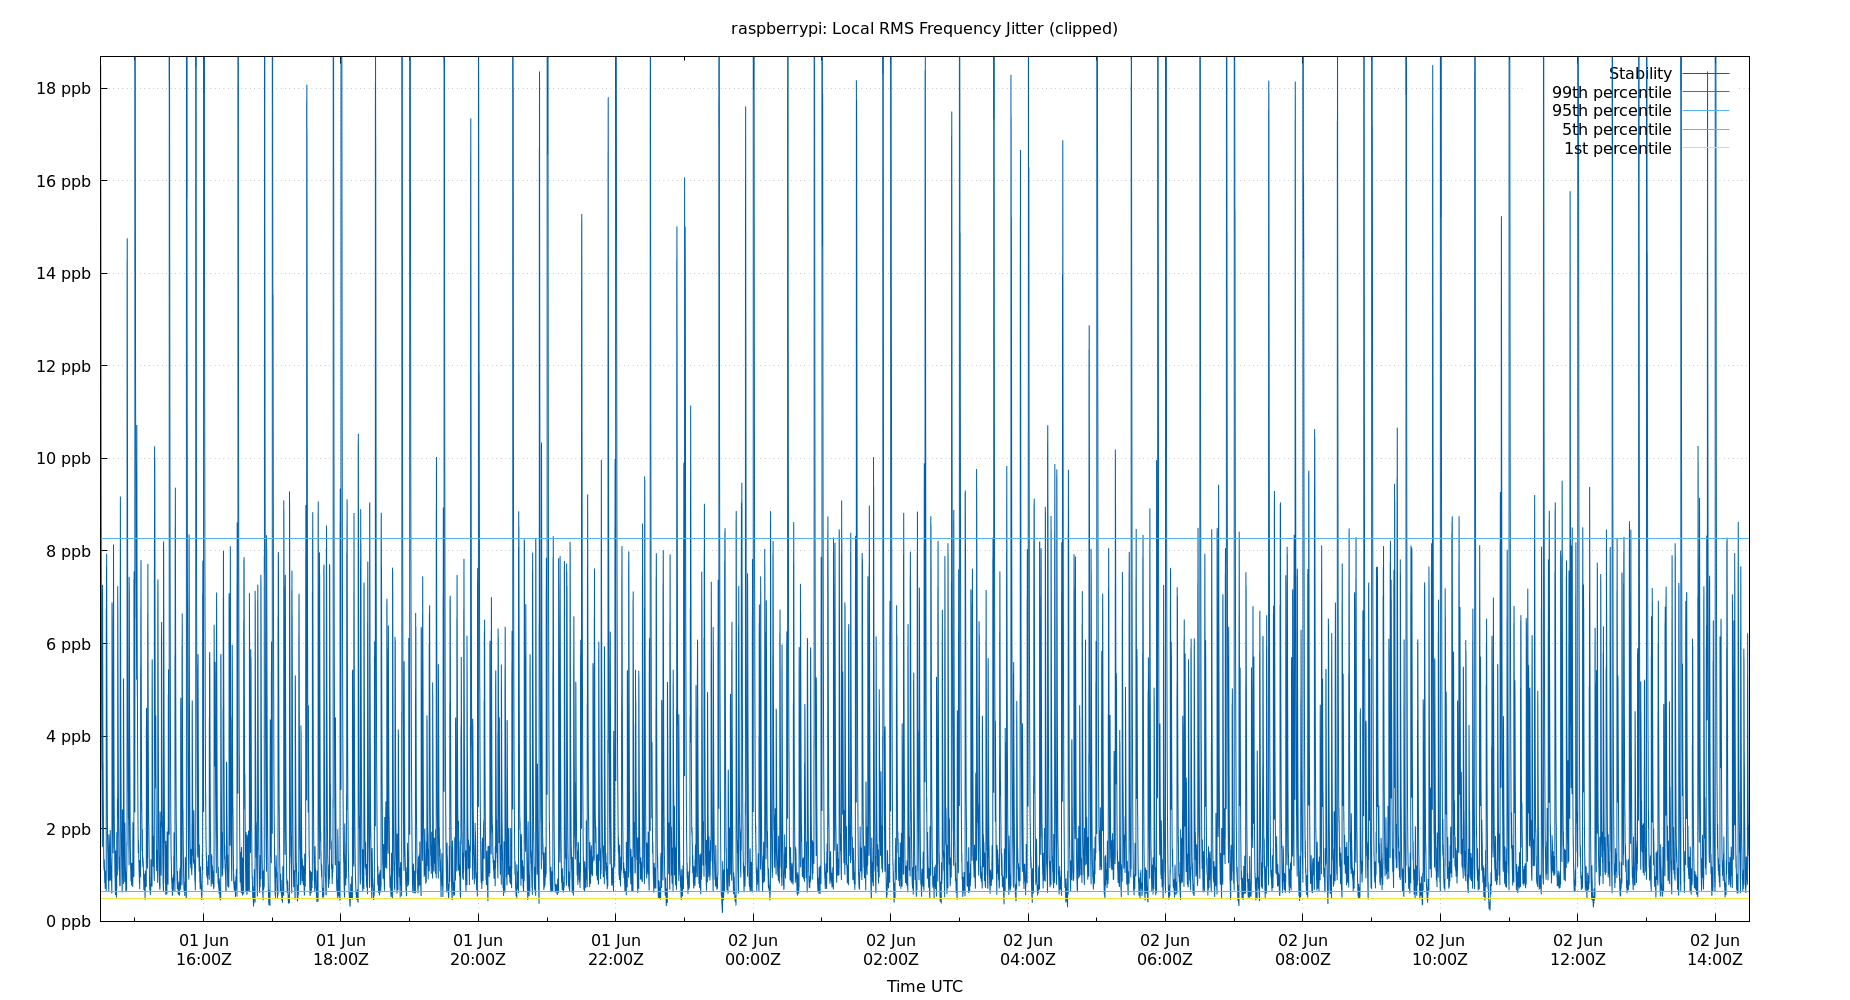 raspberrypi: Local RMS Frequency Jitter (clipped)
18 ppb
16 ppb
14 ppb
12 ppb
10 ppb
8 ppb
6 ppb
4 ppb
2 ppb
0 ppb
Stability
99th percentile
95th percentile
5th percentile
1st percentile
01 Jun 01 Jun 01 Jun 01 Jun 02 Jun 02 Jun 02 Jun 02 Jun 02 Jun 02 Jun 02 Jun 02 Jun
16:00Z 18:00Z 20:00Z 22:00Z 00:00Z 02:00Z 04:00Z 06:00Z 08:00Z 10:00Z 12:00Z 14:00Z
Time UTC